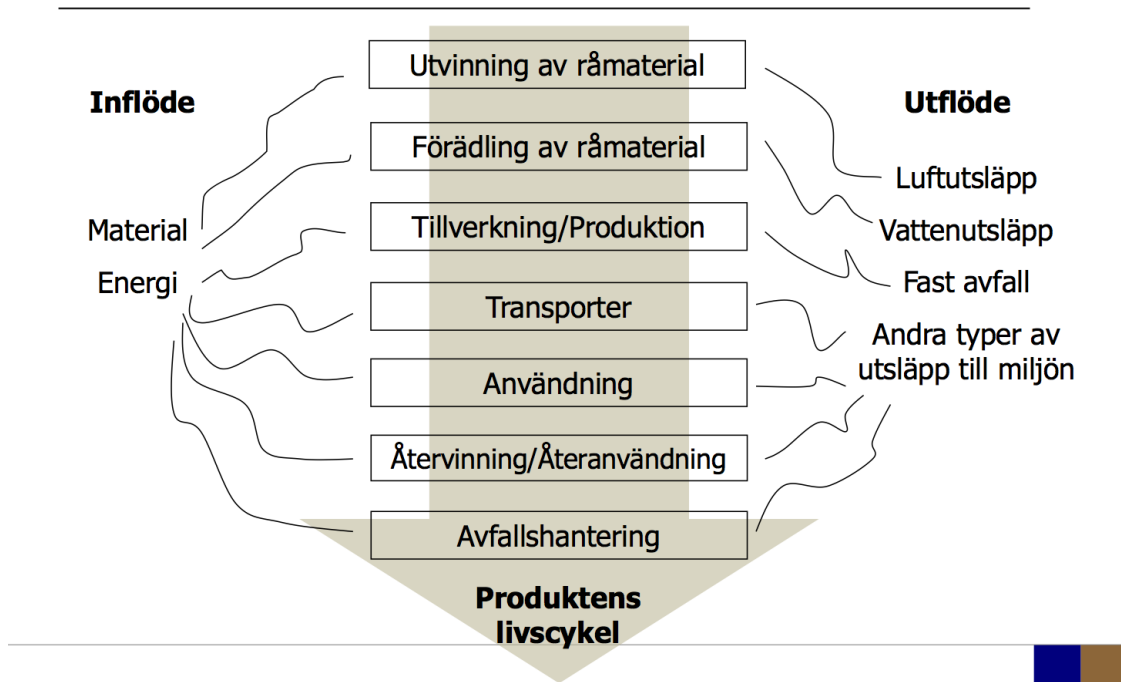 Inflöde
Utflöde
Utvinning av råmaterial
Förädling av råmaterial
Tillverkning/Produktion
Transporter
Användning
Återvinning/Återanvändning
Avfallshantering
Material
Energi
Luftutsläpp
Vattenutsläpp
Fast avfall
Andra typer av
utsläpp till miljön
Produktens
livscykel